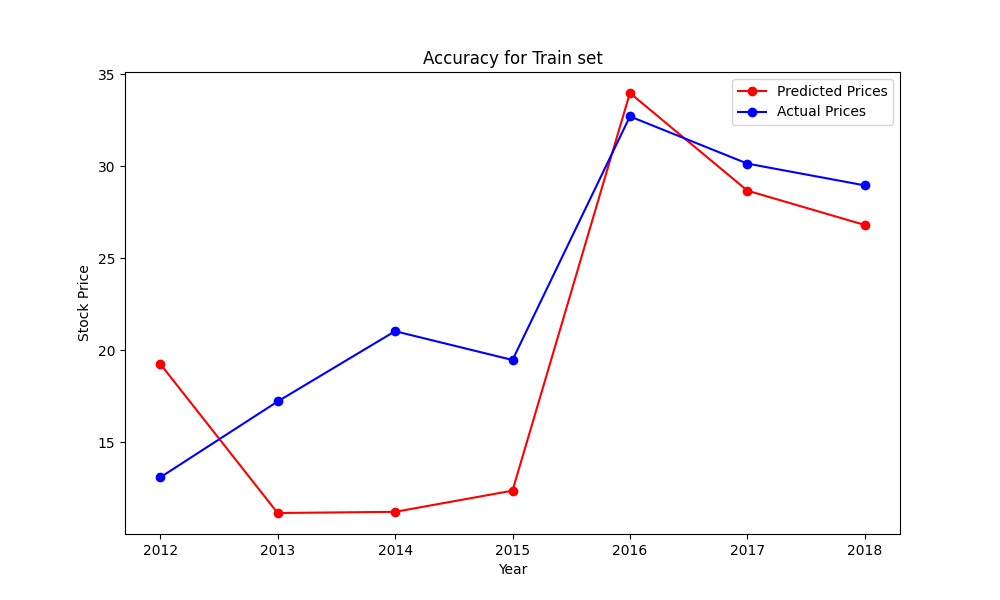 Accuracy for Train set
Predicted Prices
Actual Prices
35
30
25
20
15
Stock Price
2012 2013 2014 2015 2016 2017 2018
Year